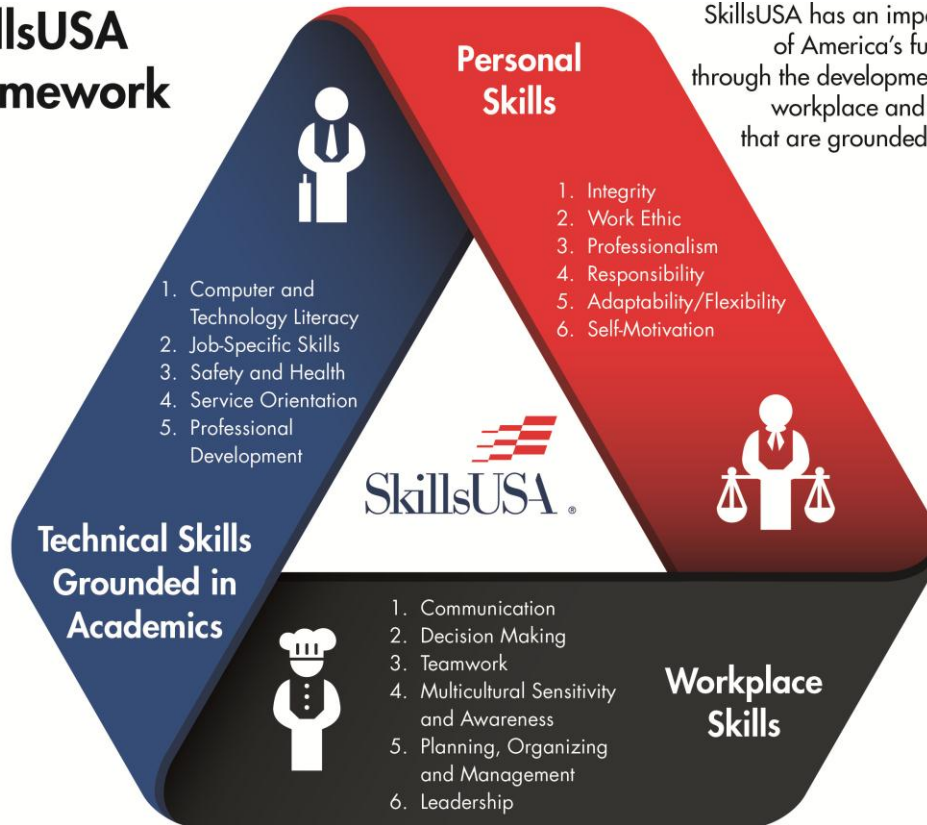 llsUSA
mework
SkillsUSA has an impo
of America's fu
through the developme
workplace and
that are grounded
Personal
Skills
1. Integrity
2. Work Ethic
3. Professionalism
4. Responsibility
5. Adaptability/Flexibility
6. Self-Motivation
1. Computer and
Technology Literacy
2. Job-Specific Skills
3. Safety and Health
4. Service Orientation
5. Professional
Development
SkillsUSA ®
Technical Skills
Grounded in
Academics
1. Communication
2. Decision Making
3. Teamwork
4. Multicultural Sensitivity
and Awareness
5. Planning, Organizing
and Management
6. Leadership
Workplace
Skills